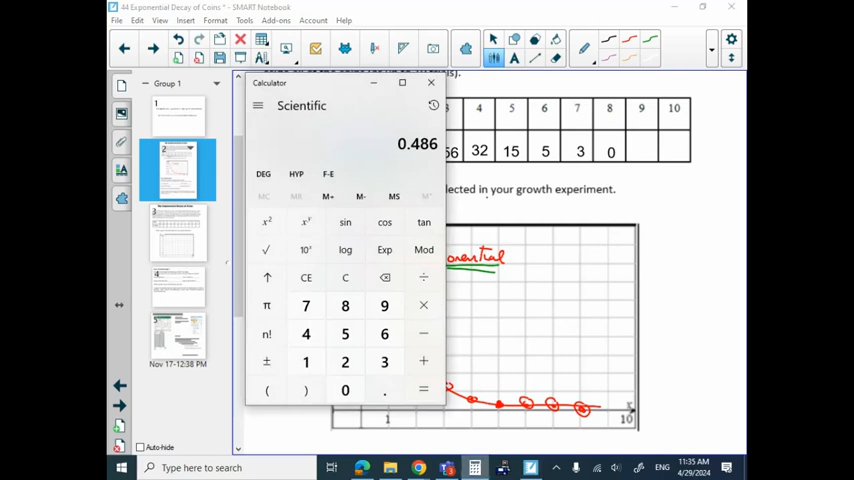 44 Exponential Decay of Coins * - SMART Notebook
File Edit View Insert Format Tools Add-ons Account Help
Group 1
1
2
3
4
5
Nov 17-12:38 PM
Auto-hide
Calculator
Scientific
0.486
DEG HYP F-E
MC MR M+ M- MS M˅
x² xʸ sin cos tan
√ 10ˣ log Exp Mod
↑ CE C ÷
π 7 8 9 ×
n! 4 5 6 −
± 1 2 3 +
( ) 0 . =
3 4 5 6 7 8 9 10
56 32 15 5 3 0
lected in your growth experiment.
onential
x
1 10
Type here to search
ENG 11:35 AM
4/29/2024